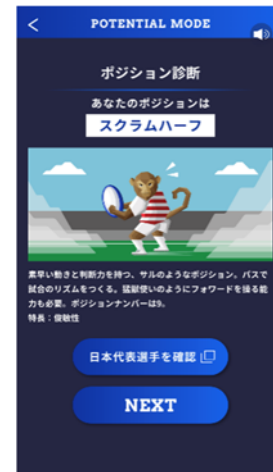 POTENTIAL MODE
ポジション診断
あなたのポジションは
スクラムハーフ
素早い動きと判断力を持つ、サルのようなポジション。パスで
試合のリズムをつくる。猛獣使いのようにフォワードを操る能
力も必要。ポジションナンバーは9。
特長：俊敏性
日本代表選手を確認
NEXT